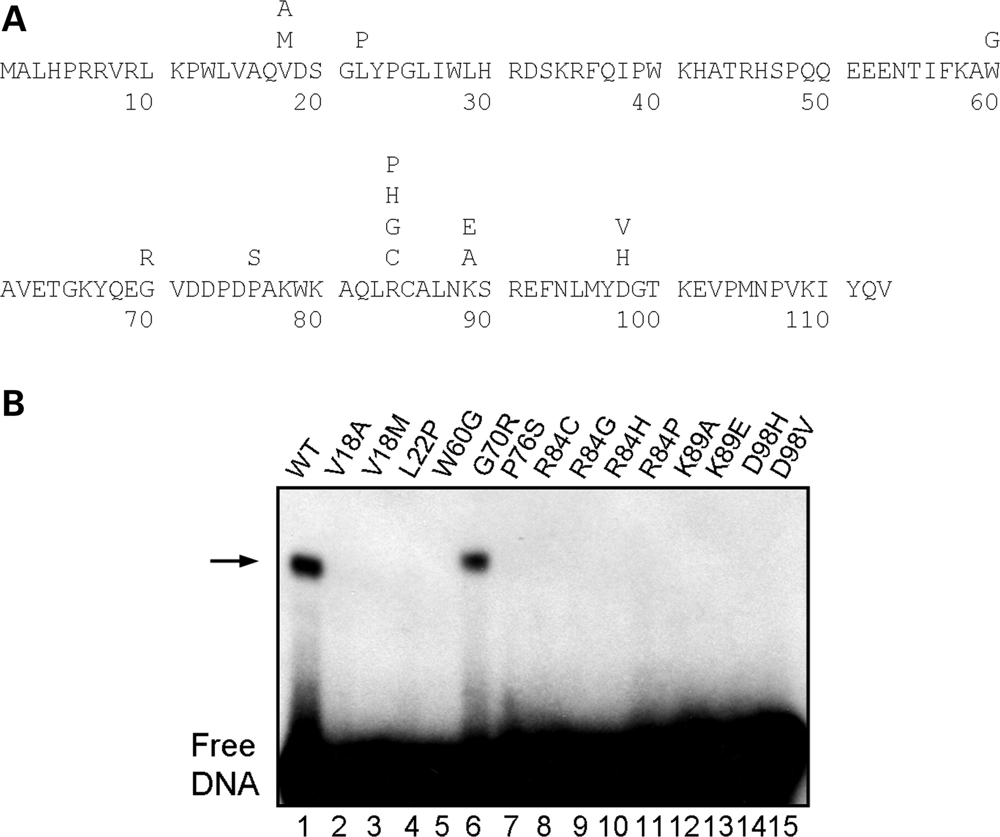 A
A
M P G
MALHPRRVRL KPWLVAQVDS GLYPGLIWLH RDSKRFQIPW KHATRHSPQQ EEENTIFKAW
10 20 30 40 50 60
P
H
G E V
R S C A H
AVETGKYQEG VDDPDPAKWK AQLRCALNKS REFNLMYDGT KEVPMNPVKI YQV
70 80 90 100 110
B
WT V18A V18M L22P W60G G70R P76S R84C R84G R84H R84P K89A K89E D98H D98V
Free
DNA
1 2 3 4 5 6 7 8 9 10 11 12 13 14 15